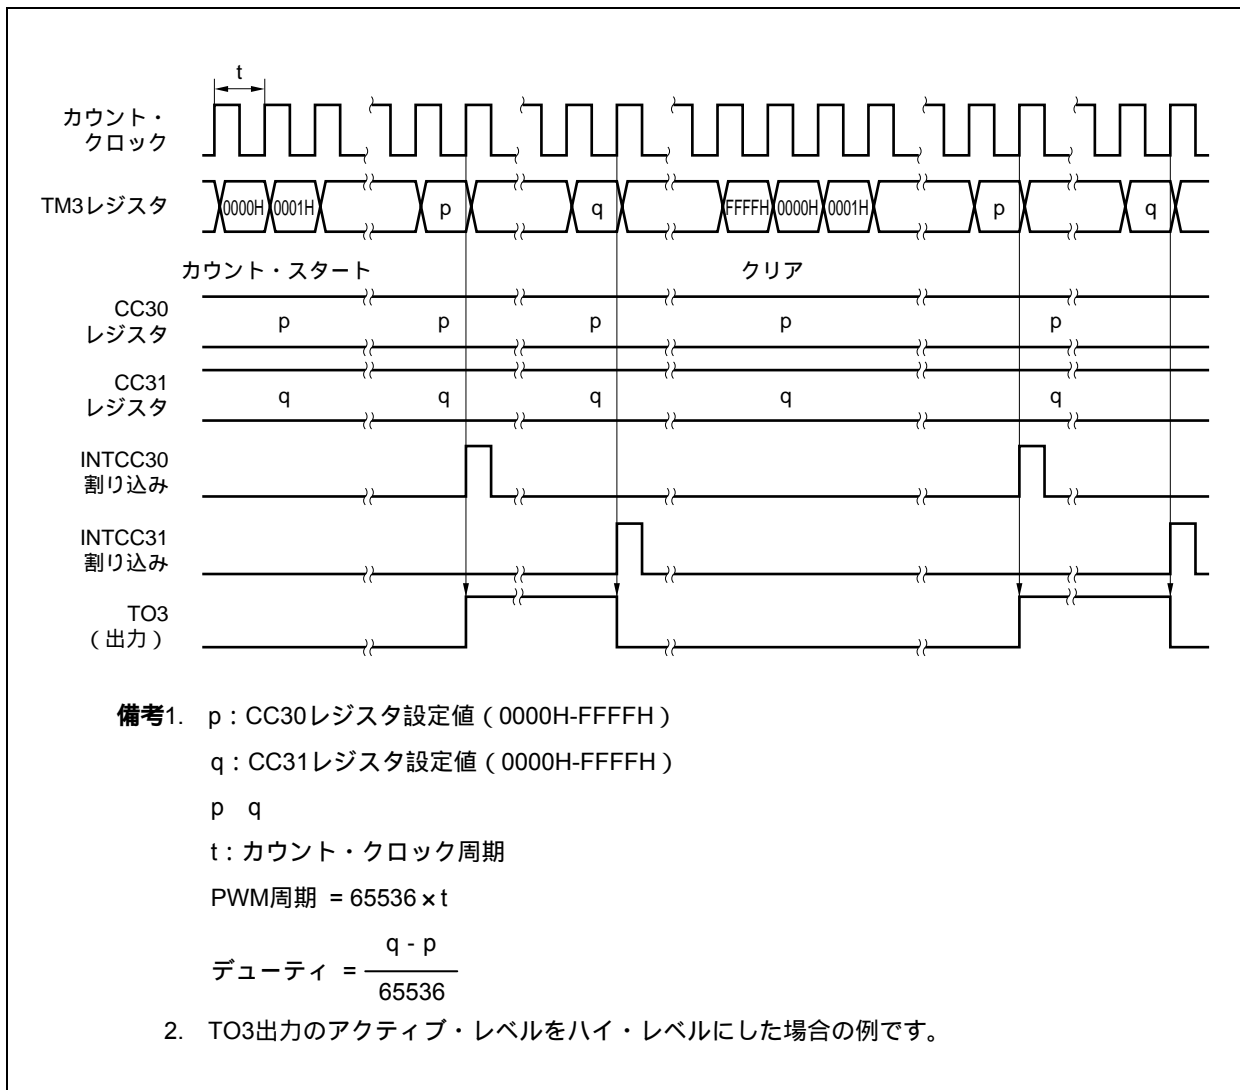 t
カウント・
クロック
TM3レジスタ
0000H 0001H p q FFFFH 0000H 0001H p q
カウント・スタート クリア
CC30
レジスタ
p p p p p
CC31
レジスタ
q q q q q
INTCC30
割り込み
INTCC31
割り込み
TO3
(出力)
備考1. p:CC30レジスタ設定値(0000H-FFFFH)
q:CC31レジスタ設定値(0000H-FFFFH)
p q
t:カウント・クロック周期
PWM周期 = 65536 × t
デューティ = q - p / 65536
2. TO3出力のアクティブ・レベルをハイ・レベルにした場合の例です。